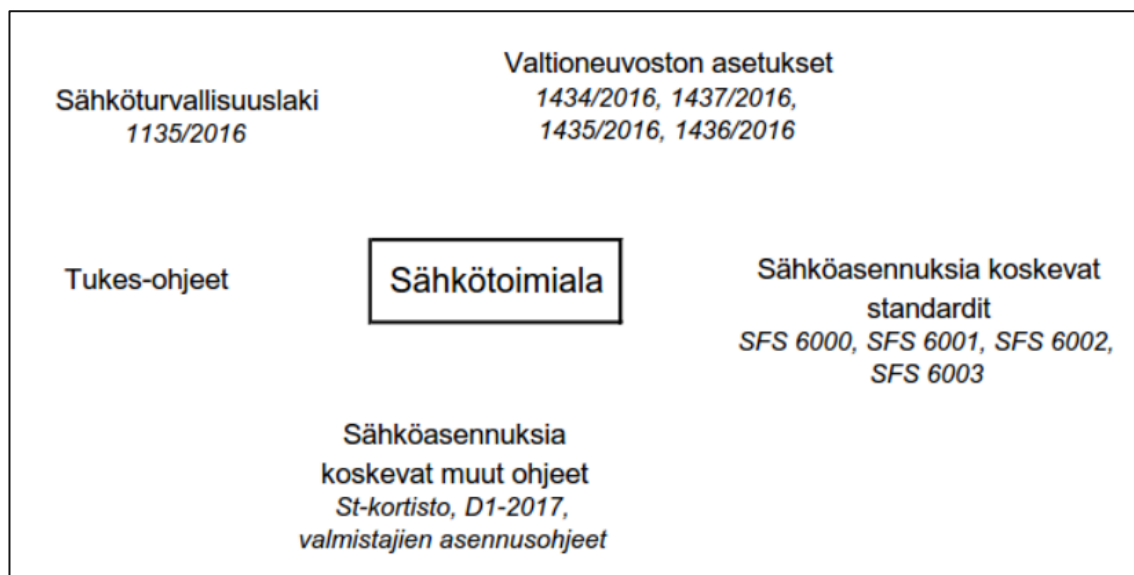 Valtioneuvoston asetukset
1434/2016, 1437/2016,
1435/2016, 1436/2016
Sähköturvallisuuslaki
1135/2016
Tukes-ohjeet
Sähkötoimiala
Sähköasennuksia koskevat
standardit
SFS 6000, SFS 6001, SFS 6002,
SFS 6003
Sähköasennuksia
koskevat muut ohjeet
St-kortisto, D1-2017,
valmistajien asennusohjeet